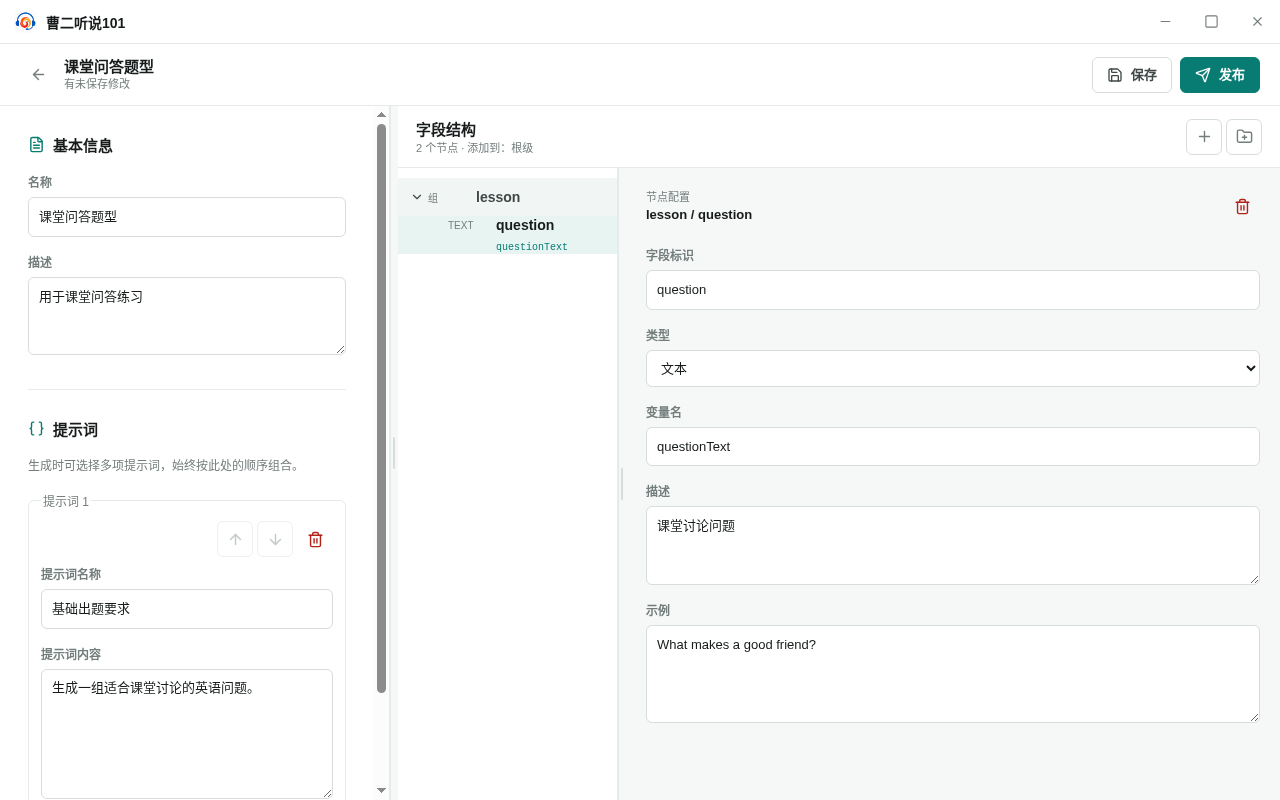 曹二听说101
课堂问答题型
有未保存修改
保存
发布
基本信息
名称
课堂问答题型
描述
用于课堂问答练习
提示词
生成时可选择多项提示词，始终按此处的顺序组合。
提示词 1
提示词名称
基础出题要求
提示词内容
生成一组适合课堂讨论的英语问题。
字段结构
2 个节点 · 添加到：根级
组 lesson
TEXT question
questionText
节点配置
lesson / question
字段标识
question
类型
文本
变量名
questionText
描述
课堂讨论问题
示例
What makes a good friend?